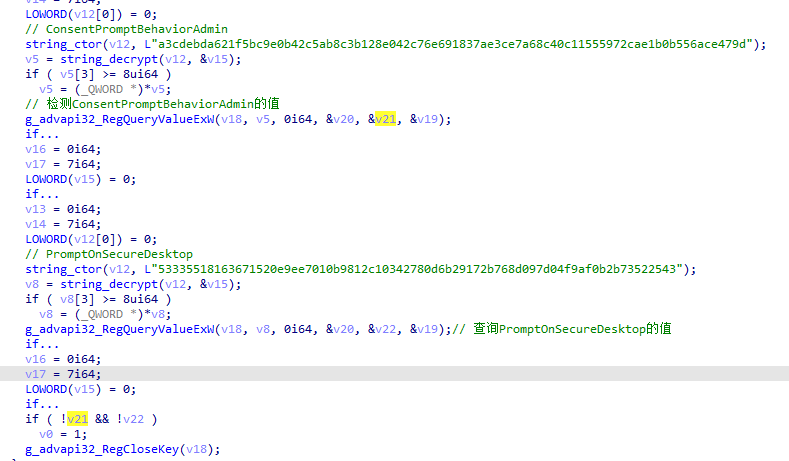 LOWORD(v12[0]) = 0;
// ConsentPromptBehaviorAdmin
string_ctor(v12, L"a3cdebda621f5bc9e0b42c5ab8c3b128e042c76e691837ae3ce7a68c40c11555972cae1b0b556ace479d");
v5 = string_decrypt(v12, &v15);
if ( v5[3] >= 8ui64 )
v5 = (_QWORD *)*v5;
// 检测ConsentPromptBehaviorAdmin的值
g_advapi32_RegQueryValueExW(v18, v5, 0i64, &v20, &v21, &v19);
if...
v16 = 0i64;
v17 = 7i64;
LOWORD(v15) = 0;
if...
v13 = 0i64;
v14 = 7i64;
LOWORD(v12[0]) = 0;
// PromptOnSecureDesktop
string_ctor(v12, L"53335518163671520e9ee7010b9812c10342780d6b29172b768d097d04f9af0b2b73522543");
v8 = string_decrypt(v12, &v15);
if ( v8[3] >= 8ui64 )
v8 = (_QWORD *)*v8;
g_advapi32_RegQueryValueExW(v18, v8, 0i64, &v20, &v22, &v19);// 查询PromptOnSecureDesktop的值
if...
v16 = 0i64;
v17 = 7i64;
LOWORD(v15) = 0;
if...
if ( !v21 && !v22 )
v0 = 1;
g_advapi32_RegCloseKey(v18);